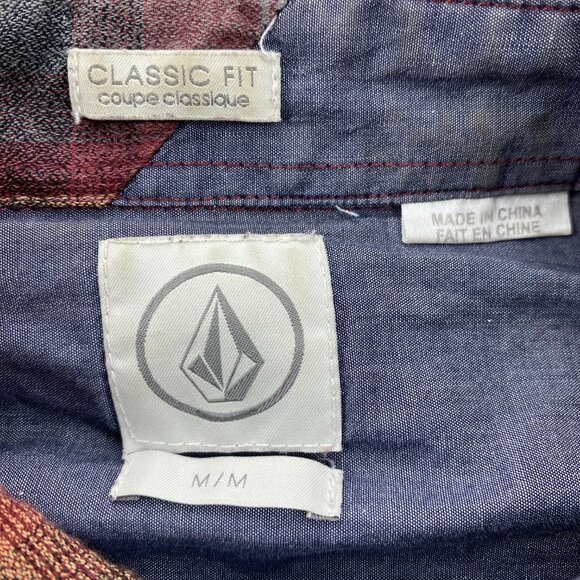 CLASSIC FIT
coupe classique
MADE IN CHINA
FAIT EN CHINE
M/M